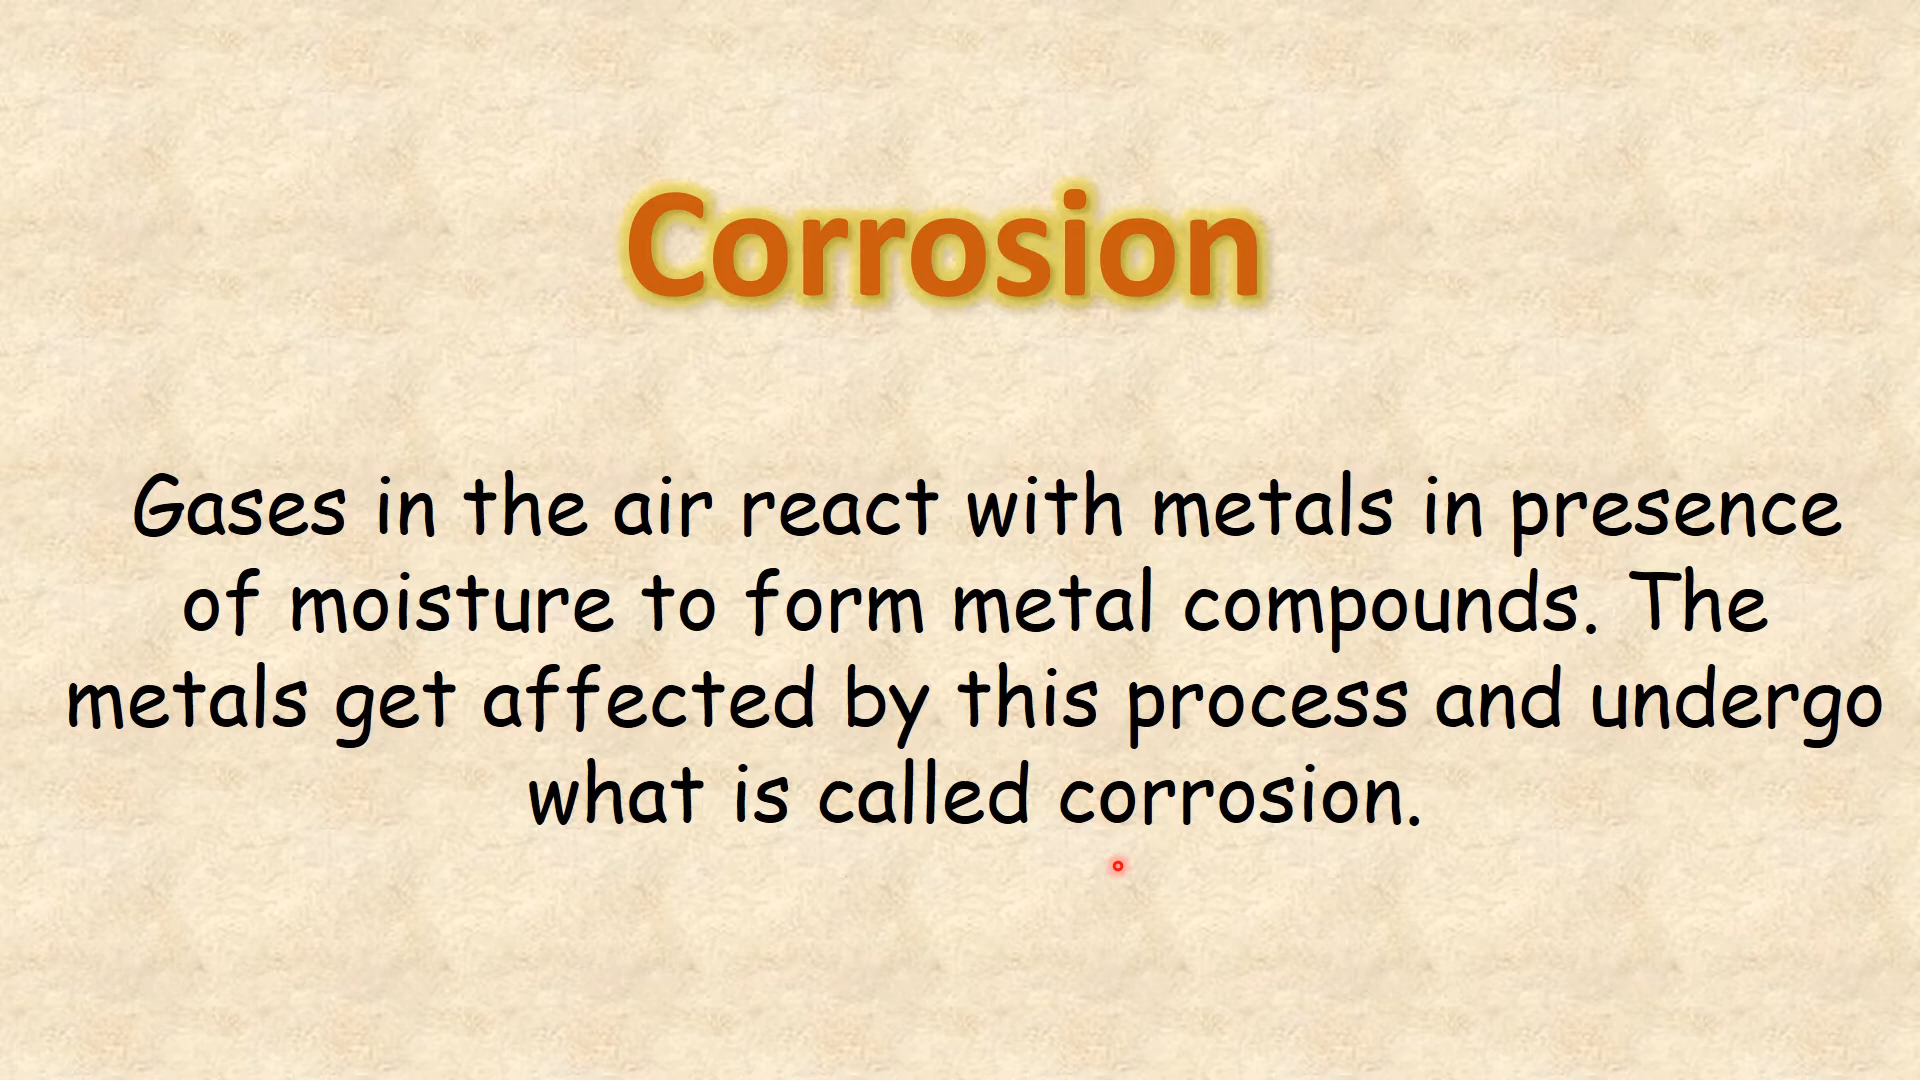 Corrosion
Gases in the air react with metals in presence
of moisture to form metal compounds. The
metals get affected by this process and undergo
what is called corrosion.